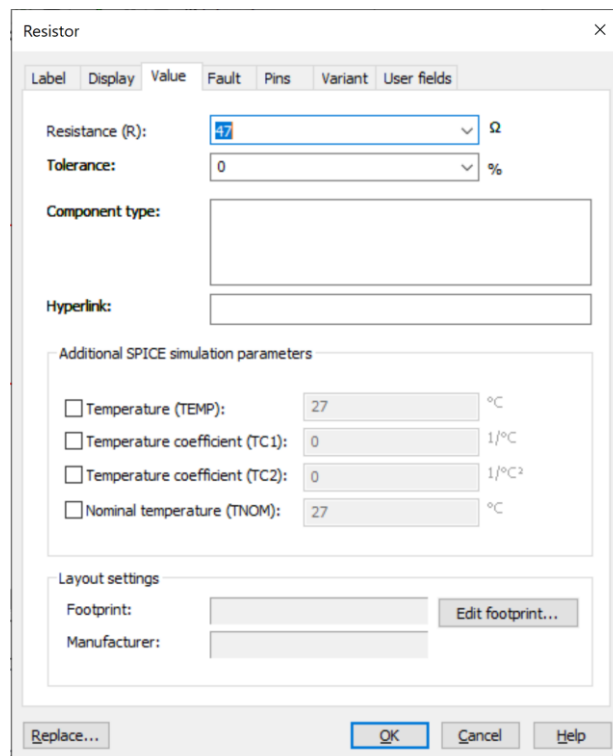 Resistor
Label Display Value Fault Pins Variant User fields
Resistance (R): 47 Ω
Tolerance: 0 %
Component type:
Hyperlink:
Additional SPICE simulation parameters
Temperature (TEMP): 27 °C
Temperature coefficient (TC1): 0 1/°C
Temperature coefficient (TC2): 0 1/°C²
Nominal temperature (TNOM): 27 °C
Layout settings
Footprint: Edit footprint...
Manufacturer:
Replace... OK Cancel Help